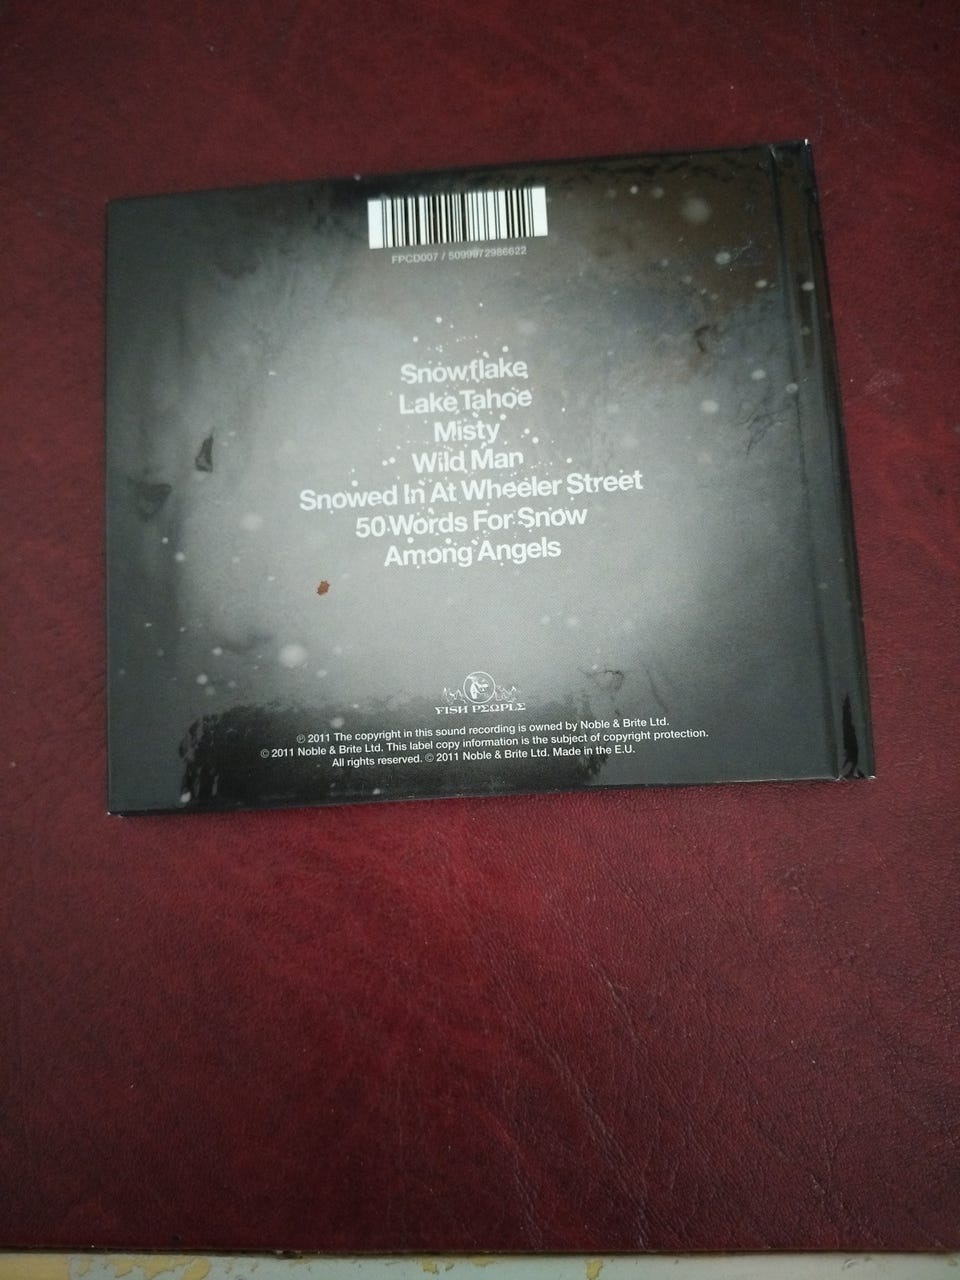 FPCD007 / 5099972986622
Snowflake
Lake Tahoe
Misty
Wild Man
Snowed In At Wheeler Street
50 Words For Snow
Among Angels
FISH PEOPLE
℗ 2011 The copyright in this sound recording is owned by Noble & Brite Ltd.
© 2011 Noble & Brite Ltd. This label copy information is the subject of copyright protection.
All rights reserved. © 2011 Noble & Brite Ltd. Made in the E.U.